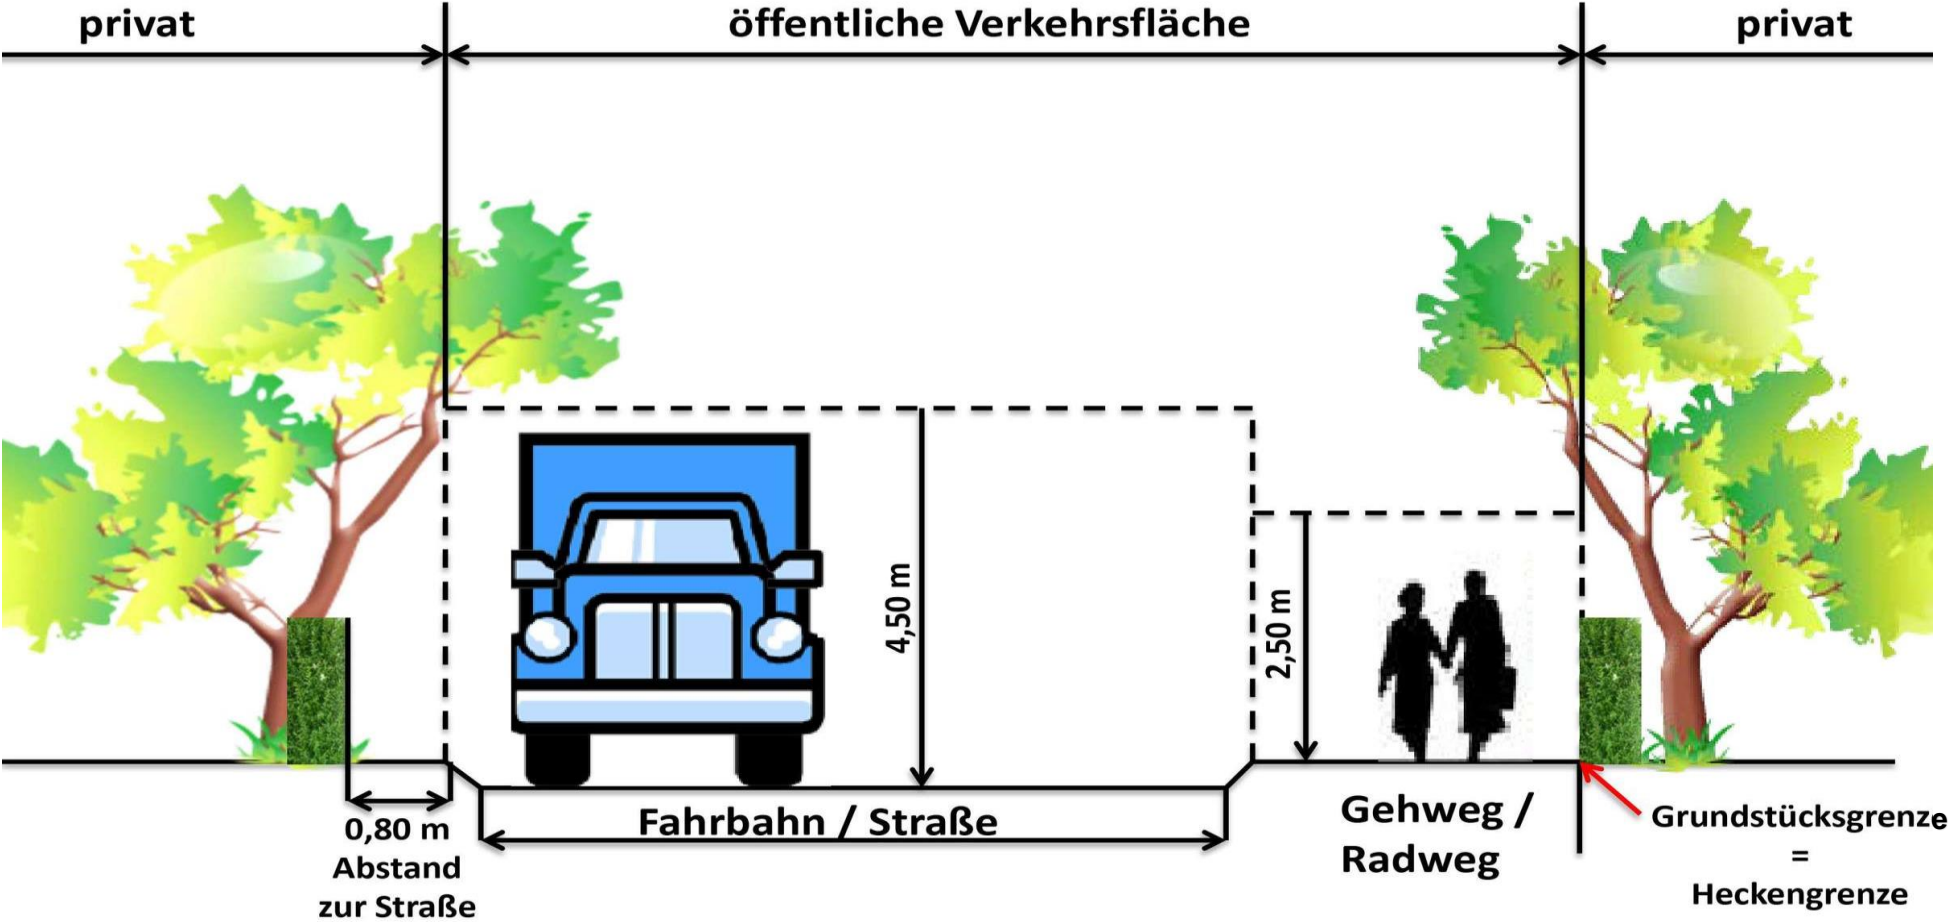 privat
öffentliche Verkehrsfläche
privat
4,50 m
2,50 m
0,80 m
Abstand
zur Straße
Fahrbahn / Straße
Gehweg /
Radweg
Grundstücksgrenze
=
Heckengrenze